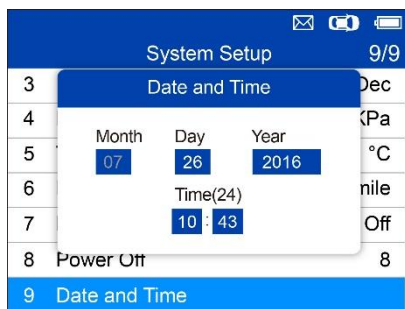 System Setup 9/9
3 Dec
Date and Time
4 KPa
Month Day Year
5 °C
07 26 2016
6 mile
Time(24)
7 Off
10 : 43
8 Power Off 8
9 Date and Time